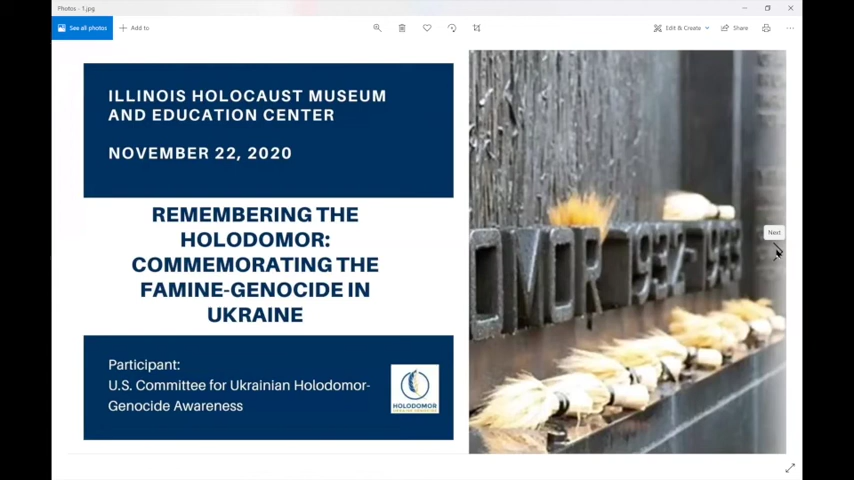 Photos - 1.jpg
See all photos
Add to
Edit & Create
Share
ILLINOIS HOLOCAUST MUSEUM
AND EDUCATION CENTER
NOVEMBER 22, 2020
REMEMBERING THE
HOLODOMOR:
COMMEMORATING THE
FAMINE-GENOCIDE IN
UKRAINE
Participant:
U.S. Committee for Ukrainian Holodomor-
Genocide Awareness
HOLODOMOR
OMOR 1932-1933
Next